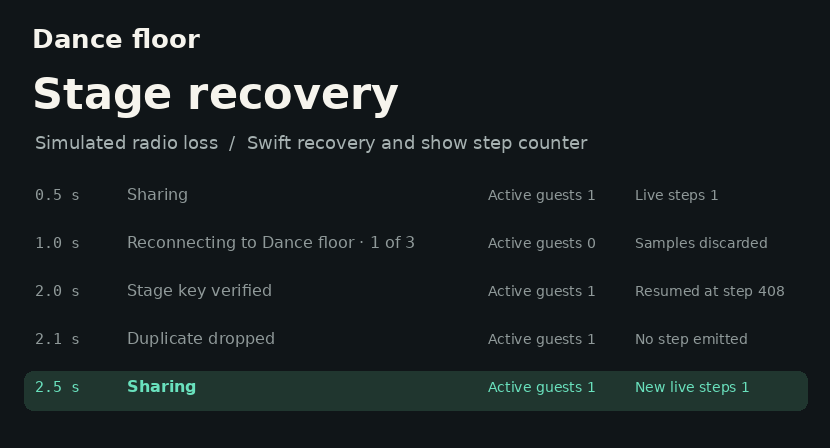 Dance floor
Stage recovery
Simulated radio loss / Swift recovery and show step counter
0.5 s Sharing Active guests 1 Live steps 1
1.0 s Reconnecting to Dance floor · 1 of 3 Active guests 0 Samples discarded
2.0 s Stage key verified Active guests 1 Resumed at step 408
2.1 s Duplicate dropped Active guests 1 No step emitted
2.5 s Sharing Active guests 1 New live steps 1